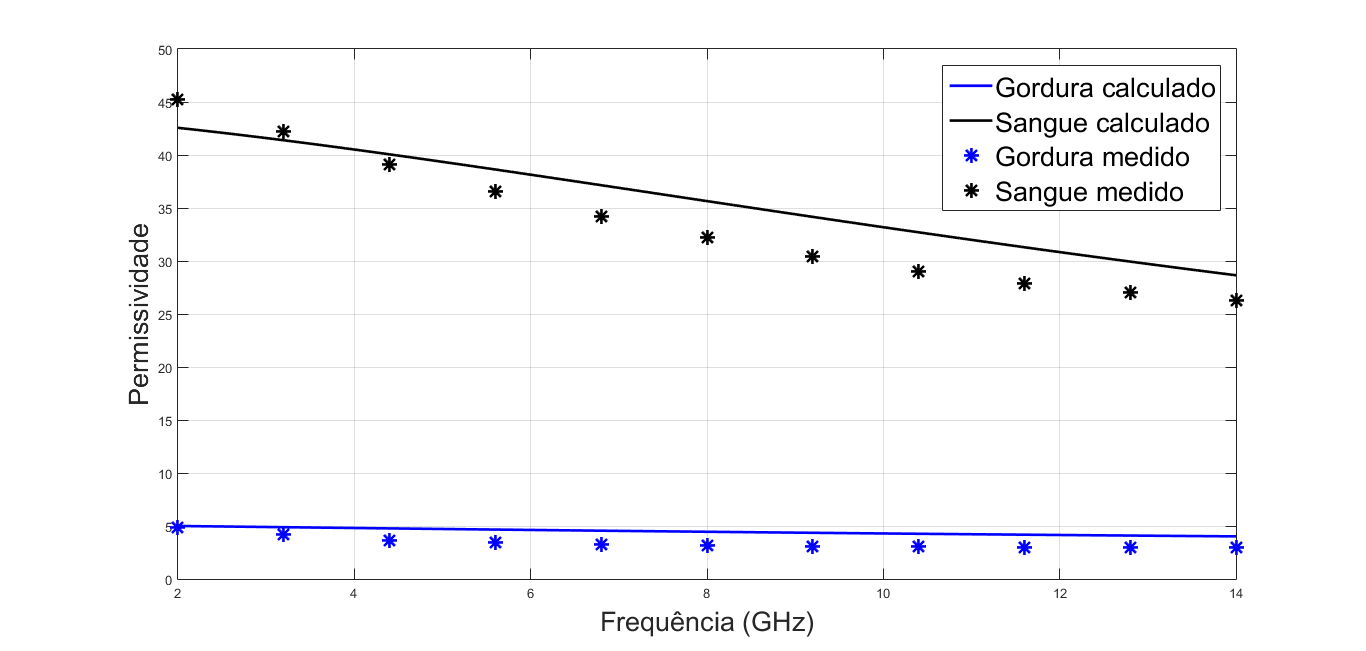 50
45
40
35
30
25
20
15
10
5
0
2 4 6 8 10 12 14
Permissividade
Frequência (GHz)
Gordura calculado
Sangue calculado
Gordura medido
Sangue medido